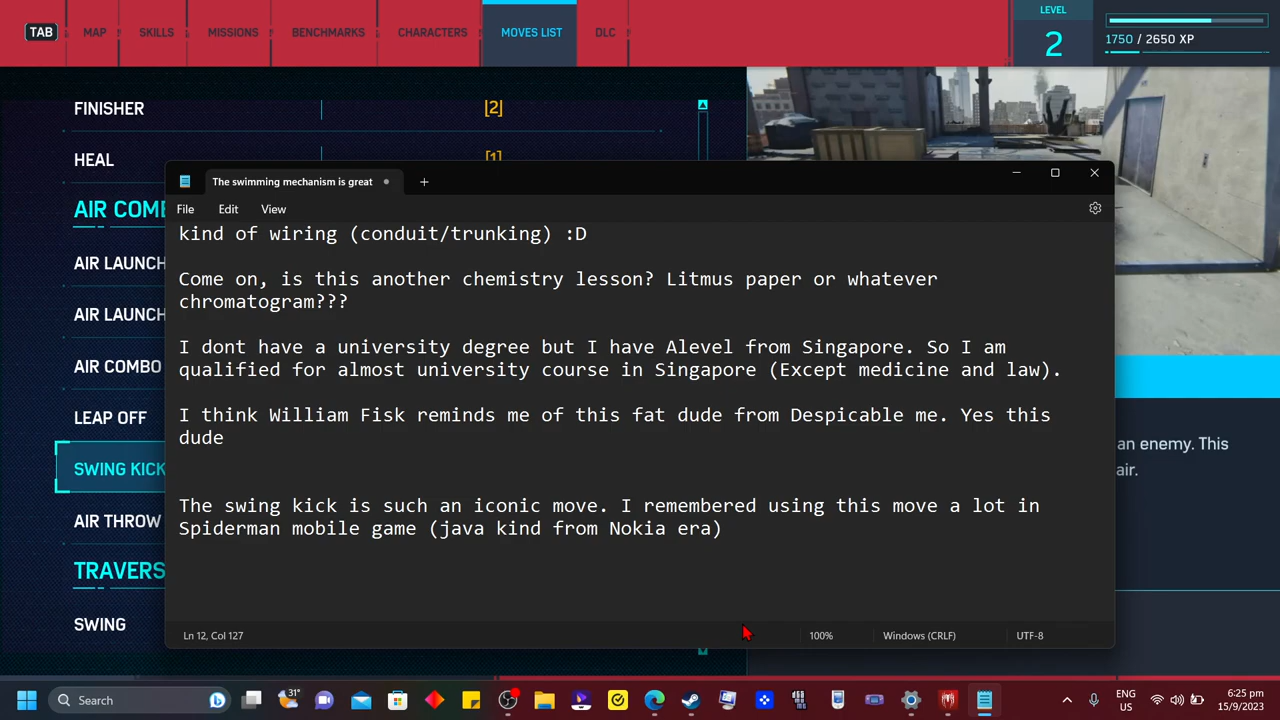 TAB MAP SKILLS MISSIONS BENCHMARKS CHARACTERS MOVES LIST DLC
LEVEL
2
1750 / 2650 XP
FINISHER [2]
HEAL [1]
AIR COMB
AIR LAUNCH
AIR LAUNCH
AIR COMBO
LEAP OFF
SWING KICK
AIR THROW
TRAVERS
SWING
an enemy. This
air.
The swimming mechanism is great
File Edit View
kind of wiring (conduit/trunking) :D
Come on, is this another chemistry lesson? Litmus paper or whatever
chromatogram???
I dont have a university degree but I have Alevel from Singapore. So I am
qualified for almost university course in Singapore (Except medicine and law).
I think William Fisk reminds me of this fat dude from Despicable me. Yes this
dude
The swing kick is such an iconic move. I remembered using this move a lot in
Spiderman mobile game (java kind from Nokia era)
Ln 12, Col 127 100% Windows (CRLF) UTF-8
Search 31° ENG
US
6:25 pm
15/9/2023